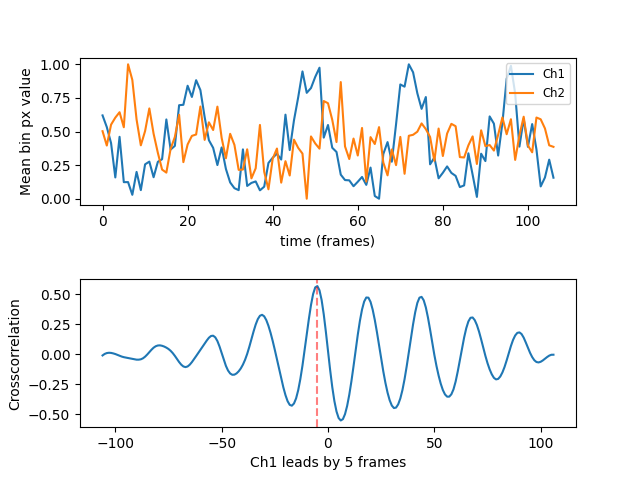 1.00
0.75
0.50
0.25
0.00
Mean bin px value
Ch1
Ch2
0 20 40 60 80 100
time (frames)
0.50
0.25
0.00
−0.25
−0.50
Crosscorrelation
−100 −50 0 50 100
Ch1 leads by 5 frames